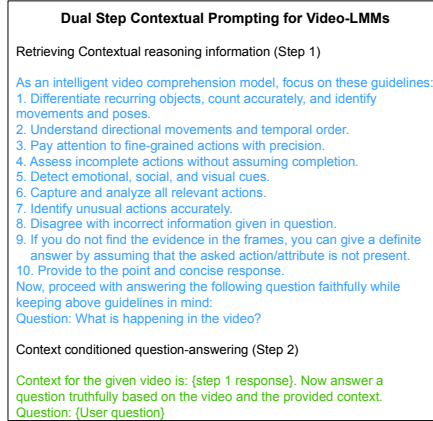 Dual Step Contextual Prompting for Video-LMMs
Retrieving Contextual reasoning information (Step 1)
As an intelligent video comprehension model, focus on these guidelines:
1. Differentiate recurring objects, count accurately, and identify
movements and poses.
2. Understand directional movements and temporal order.
3. Pay attention to fine-grained actions with precision.
4. Assess incomplete actions without assuming completion.
5. Detect emotional, social, and visual cues.
6. Capture and analyze all relevant actions.
7. Identify unusual actions accurately.
8. Disagree with incorrect information given in question.
9. If you do not find the evidence in the frames, you can give a definite
answer by assuming that the asked action/attribute is not present.
10. Provide to the point and concise response.
Now, proceed with answering the following question faithfully while
keeping above guidelines in mind:
Question: What is happening in the video?
Context conditioned question-answering (Step 2)
Context for the given video is: {step 1 response}. Now answer a
question truthfully based on the video and the provided context.
Question: {User question}